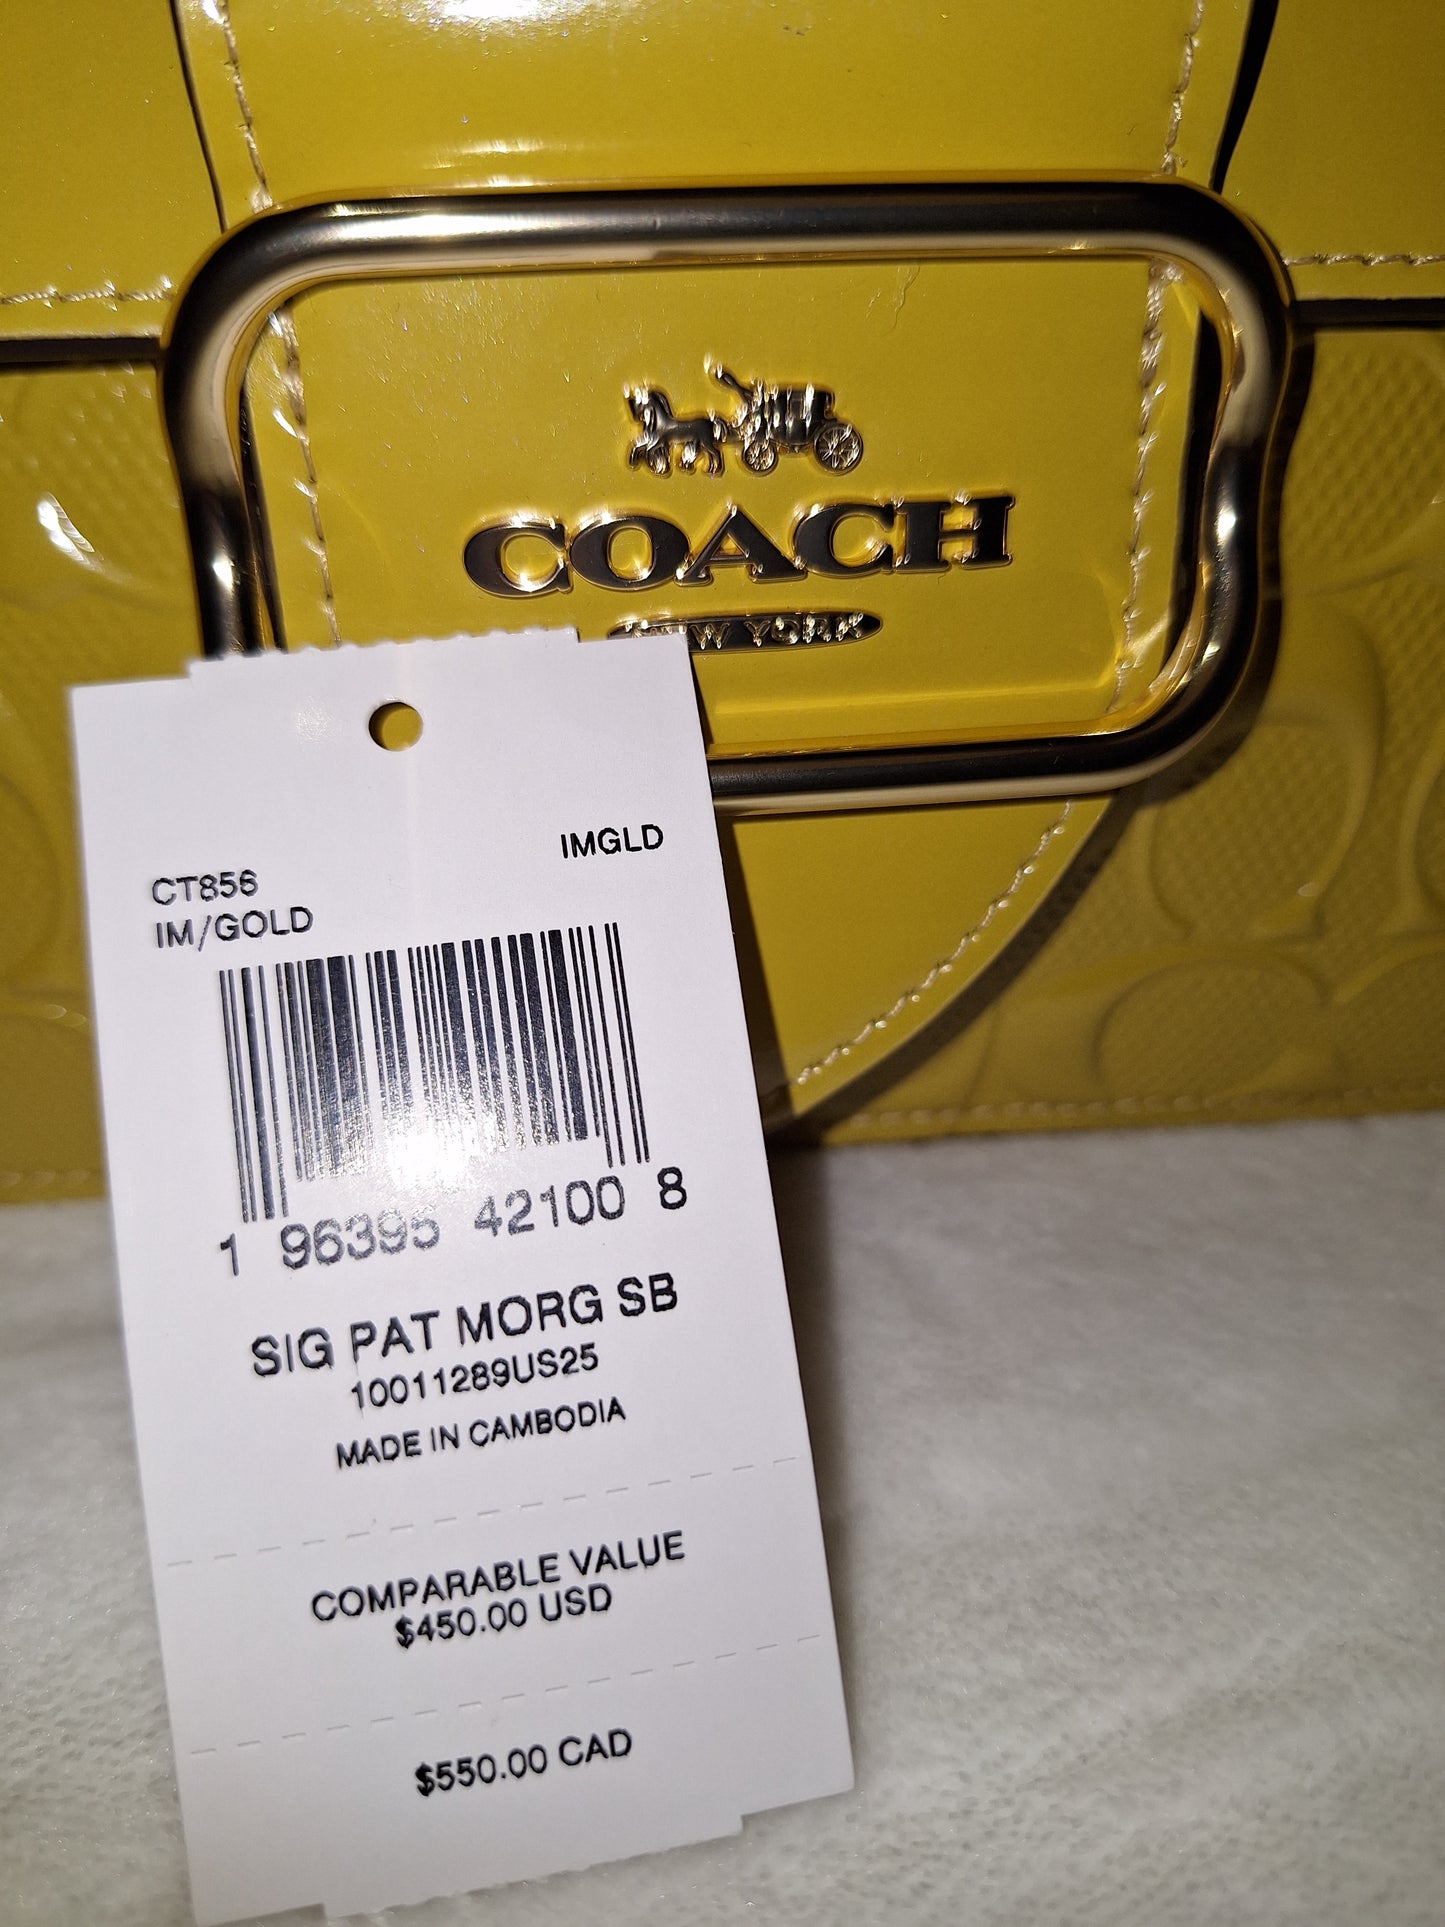 COACH
NEW YORK
IMGLD
CT856
IM/GOLD
1 96395 42100 8
SIG PAT MORG SB
10011289US25
MADE IN CAMBODIA
COMPARABLE VALUE
$450.00 USD
$550.00 CAD